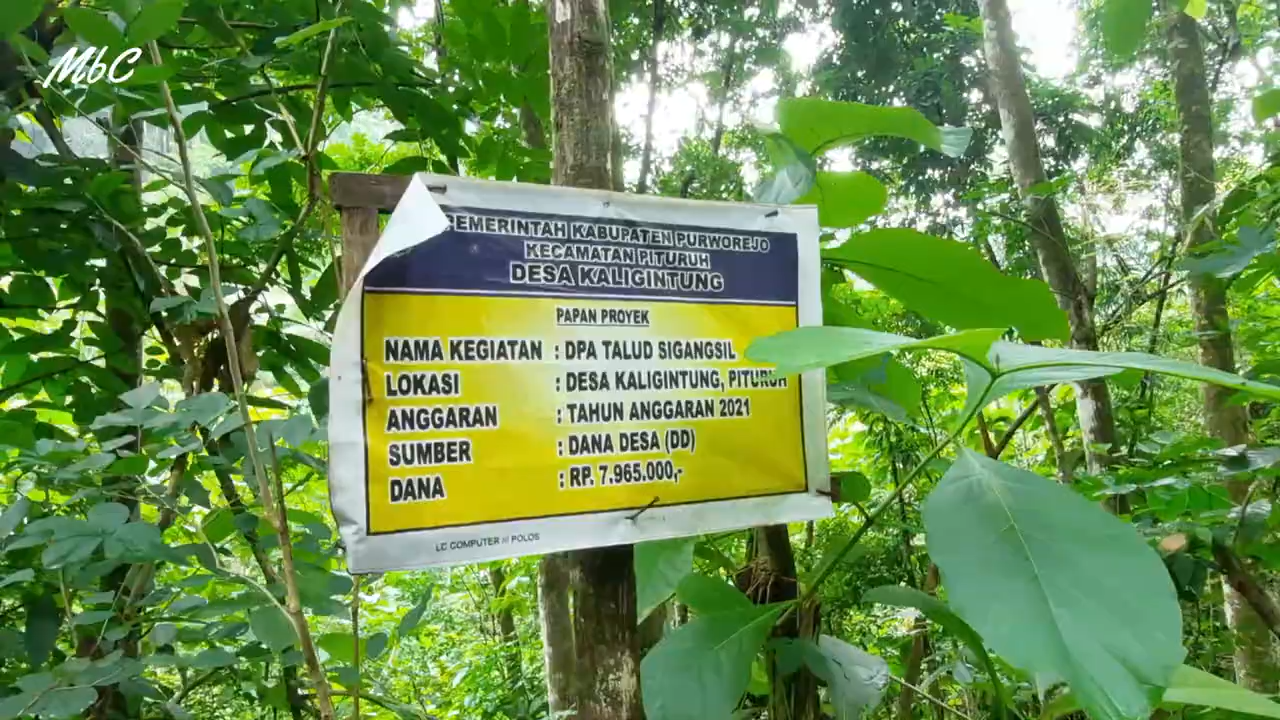 MbC
PEMERINTAH KABUPATEN PURWOREJO
KECAMATAN PITURUH
DESA KALIGINTUNG
PAPAN PROYEK
NAMA KEGIATAN : DPA TALUD SIGANGSIL
LOKASI : DESA KALIGINTUNG, PITURUH
ANGGARAN : TAHUN ANGGARAN 2021
SUMBER : DANA DESA (DD)
DANA : RP. 7.965.000,-
LC COMPUTER /// POLOS